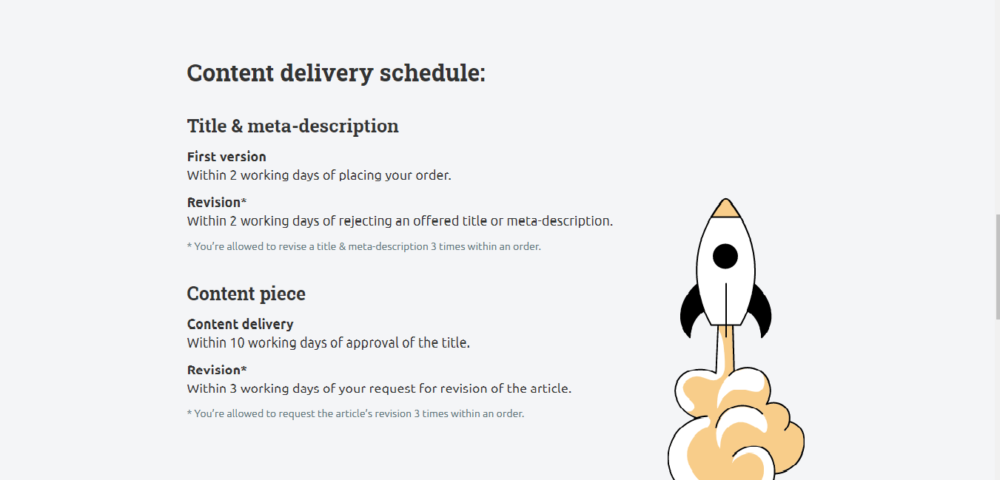 Content delivery schedule:
Title & meta-description
First version
Within 2 working days of placing your order.
Revision*
Within 2 working days of rejecting an offered title or meta-description.
* You’re allowed to revise a title & meta-description 3 times within an order.
Content piece
Content delivery
Within 10 working days of approval of the title.
Revision*
Within 3 working days of your request for revision of the article.
* You’re allowed to request the article’s revision 3 times within an order.